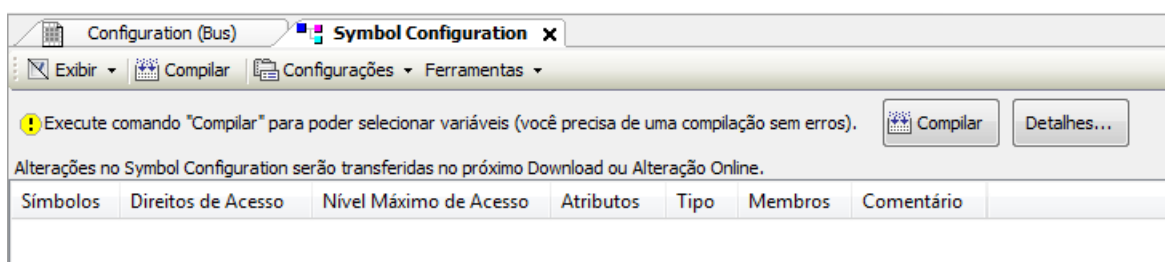 Configuration (Bus) Symbol Configuration x
Exibir Compilar Configurações Ferramentas
Execute comando "Compilar" para poder selecionar variáveis (você precisa de uma compilação sem erros). Compilar Detalhes...
Alterações no Symbol Configuration serão transferidas no próximo Download ou Alteração Online.
Símbolos Direitos de Acesso Nível Máximo de Acesso Atributos Tipo Membros Comentário